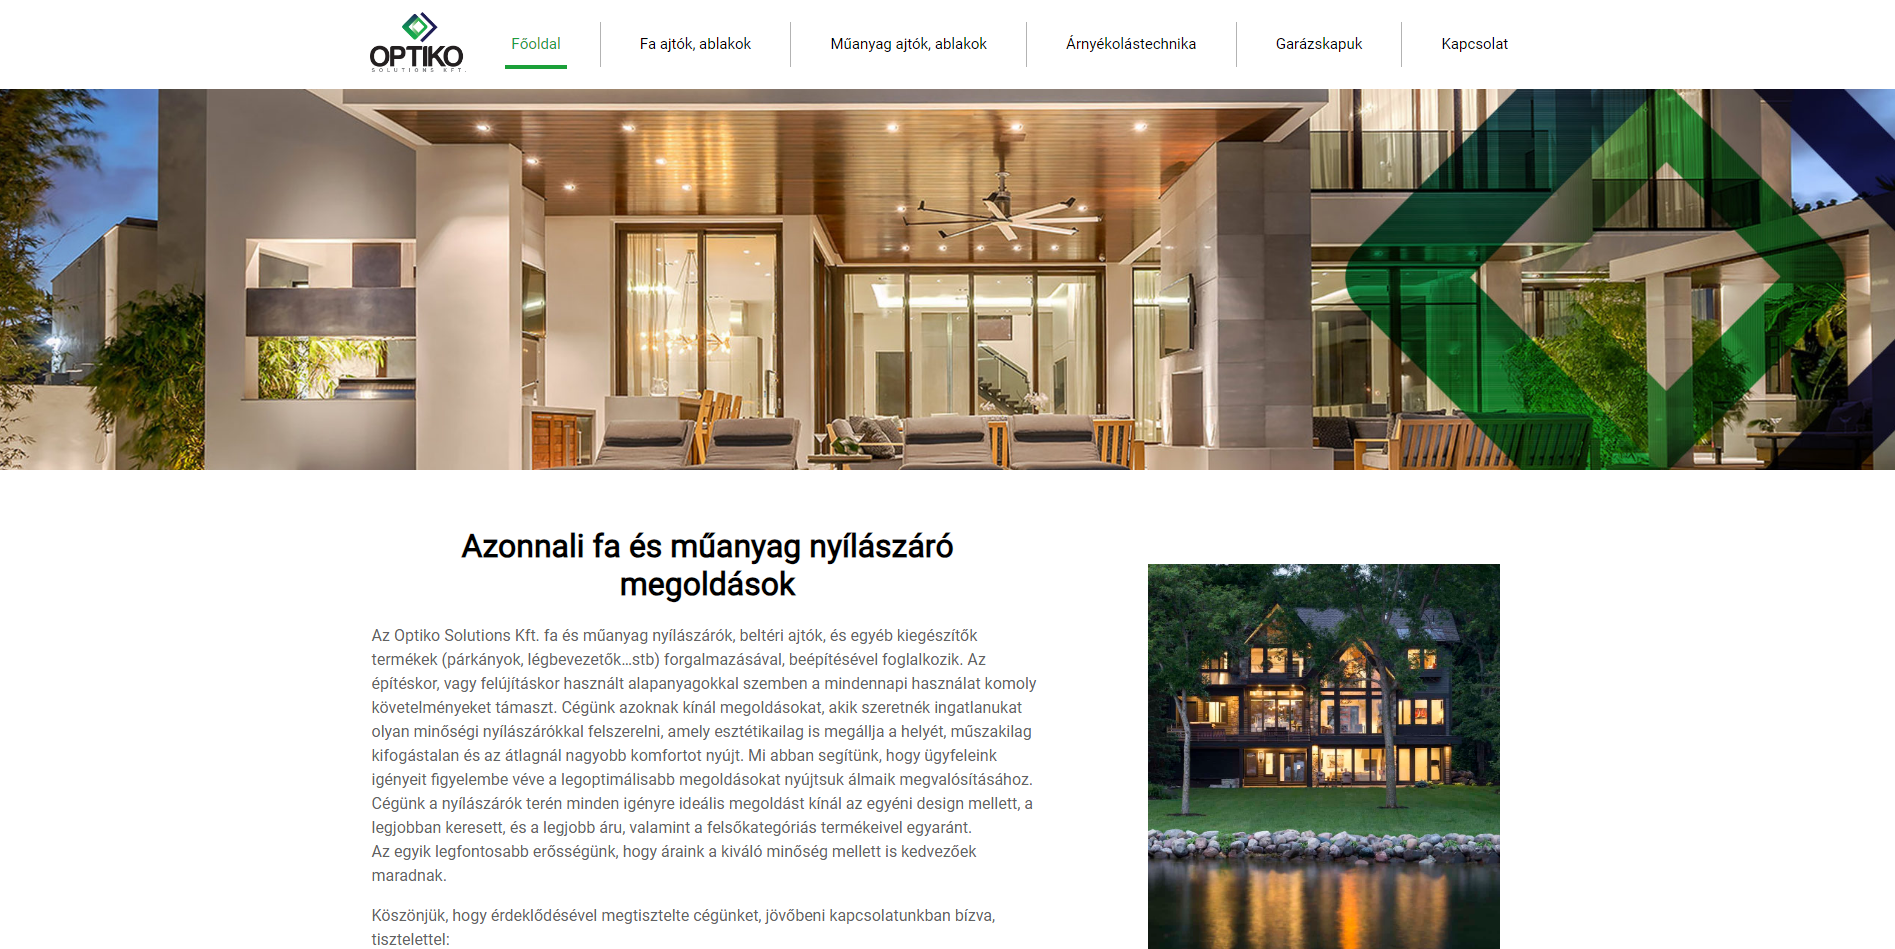 OPTIKO
SOLUTIONS KFT.
Főoldal
Fa ajtók, ablakok
Műanyag ajtók, ablakok
Árnyékolástechnika
Garázskapuk
Kapcsolat
Azonnali fa és műanyag nyílászáró
megoldások
Az Optiko Solutions Kft. fa és műanyag nyílászárók, beltéri ajtók, és egyéb kiegészítők
termékek (párkányok, légbevezetők...stb) forgalmazásával, beépítésével foglalkozik. Az
építéskor, vagy felújításkor használt alapanyagokkal szemben a mindennapi használat komoly
követelményeket támaszt. Cégünk azoknak kínál megoldásokat, akik szeretnék ingatlanukat
olyan minőségi nyílászárókkal felszerelni, amely esztétikailag is megállja a helyét, műszakilag
kifogástalan és az átlagnál nagyobb komfortot nyújt. Mi abban segítünk, hogy ügyfeleink
igényeit figyelembe véve a legoptimálisabb megoldásokat nyújtsuk álmaik megvalósításához.
Cégünk a nyílászárók terén minden igényre ideális megoldást kínál az egyéni design mellett, a
legjobban keresett, és a legjobb áru, valamint a felsőkategóriás termékeivel egyaránt.
Az egyik legfontosabb erősségünk, hogy áraink a kiváló minőség mellett is kedvezőek
maradnak.
Köszönjük, hogy érdeklődésével megtisztelte cégünket, jövőbeni kapcsolatunkban bízva,
tisztelettel: